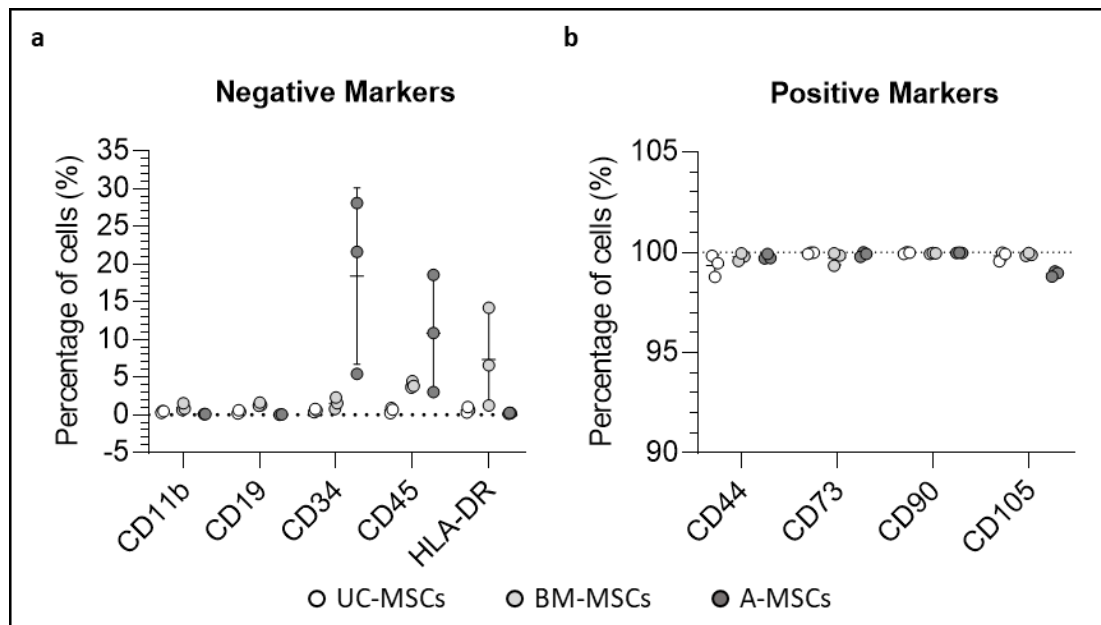 a
Negative Markers
Percentage of cells (%)
35
30
25
20
15
10
5
0
-5
CD11b
CD19
CD34
CD45
HLA-DR
b
Positive Markers
Percentage of cells (%)
105
100
95
90
CD44
CD73
CD90
CD105
UC-MSCs
BM-MSCs
A-MSCs